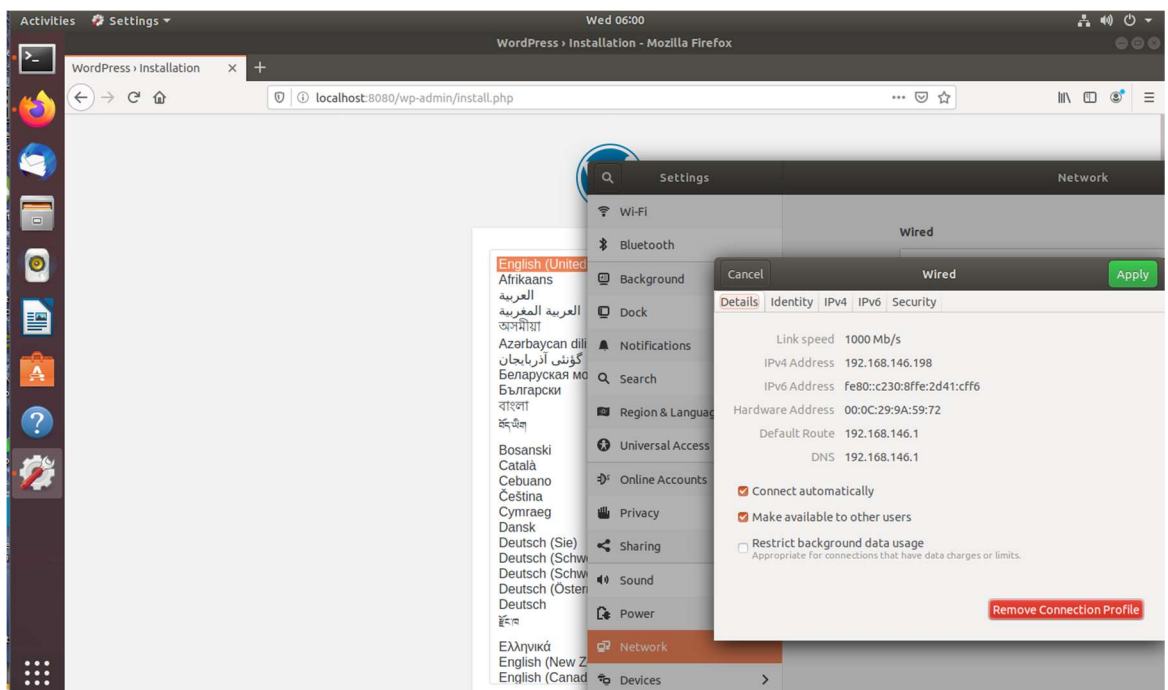 Activities Settings Wed 06:00
WordPress › Installation - Mozilla Firefox
WordPress › Installation
localhost:8080/wp-admin/install.php
English (United
Afrikaans
العربية
العربية المغربية
অসমীয়া
Azərbaycan dili
گؤنئی آذربایجان
Беларуская мо
Български
বাংলা
བོད་ཡིག
Bosanski
Català
Cebuano
Čeština
Cymraeg
Dansk
Deutsch (Sie)
Deutsch (Schw
Deutsch (Schw
Deutsch (Öster
Deutsch
རྫོང་ཁ
Ελληνικά
English (New Z
English (Canad
Settings
Wi-Fi
Bluetooth
Background
Dock
Notifications
Search
Region & Languag
Universal Access
Online Accounts
Privacy
Sharing
Sound
Power
Network
Devices
Network
Wired
Cancel Wired Apply
Details Identity IPv4 IPv6 Security
Link speed 1000 Mb/s
IPv4 Address 192.168.146.198
IPv6 Address fe80::c230:8ffe:2d41:cff6
Hardware Address 00:0C:29:9A:59:72
Default Route 192.168.146.1
DNS 192.168.146.1
Connect automatically
Make available to other users
Restrict background data usage
Appropriate for connections that have data charges or limits.
Remove Connection Profile